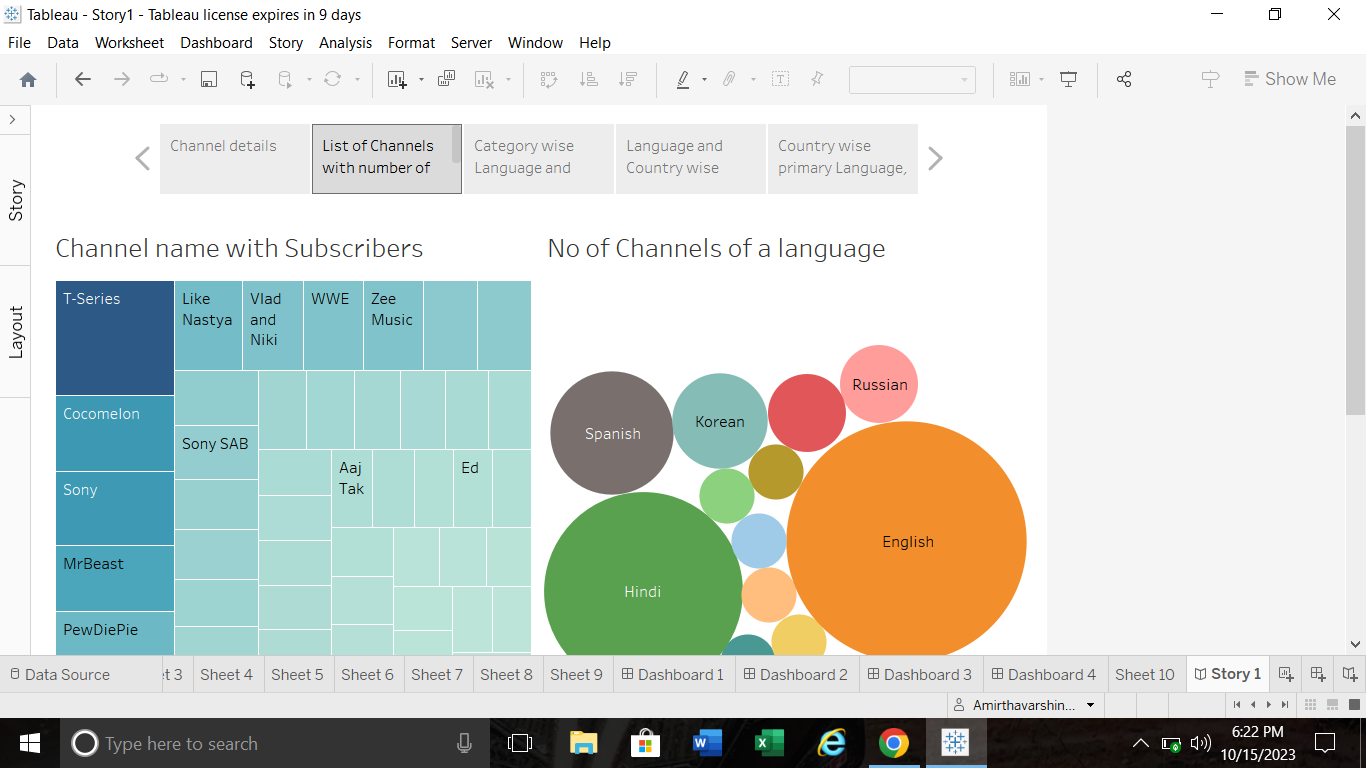 Tableau - Story1 - Tableau license expires in 9 days
File Data Worksheet Dashboard Story Analysis Format Server Window Help
Show Me
Story
Layout
Channel details
List of Channels
with number of
Category wise
Language and
Language and
Country wise
Country wise
primary Language,
Channel name with Subscribers
No of Channels of a language
T-Series
Like
Nastya
Vlad
and
Niki
WWE
Zee
Music
Cocomelon
Sony SAB
Sony
Aaj
Tak
Ed
MrBeast
PewDiePie
Russian
Spanish
Korean
English
Hindi
Data Source
t 3 Sheet 4 Sheet 5 Sheet 6 Sheet 7 Sheet 8 Sheet 9 Dashboard 1 Dashboard 2 Dashboard 3 Dashboard 4 Sheet 10 Story 1
Amirthavarshin...
Type here to search
6:22 PM
10/15/2023